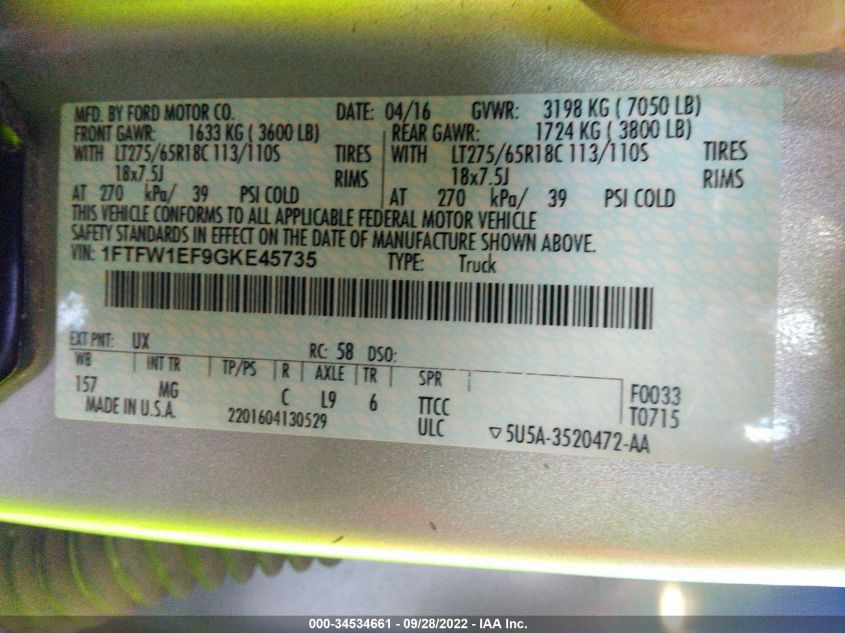 MFD. BY FORD MOTOR CO. DATE: 04/16 GVWR: 3198 KG ( 7050 LB)
FRONT GAWR: 1633 KG ( 3600 LB) REAR GAWR: 1724 KG ( 3800 LB)
WITH LT275/65R18C 113/110S TIRES WITH LT275/65R18C 113/110S TIRES
18x7.5J RIMS 18x7.5J RIMS
AT 270 kPa/ 39 PSI COLD AT 270 kPa/ 39 PSI COLD
THIS VEHICLE CONFORMS TO ALL APPLICABLE FEDERAL MOTOR VEHICLE
SAFETY STANDARDS IN EFFECT ON THE DATE OF MANUFACTURE SHOWN ABOVE.
VIN: 1FTFW1EF9GKE45735 TYPE: Truck
EXT PNT: UX RC: 58 DSO:
WB INT TR TP/PS R AXLE TR SPR
157 MG C L9 6 TTCC F0033
MADE IN U.S.A. 2201604130529 ULC T0715
▽5U5A-3520472-AA
000-34534661 - 09/28/2022 - IAA Inc.